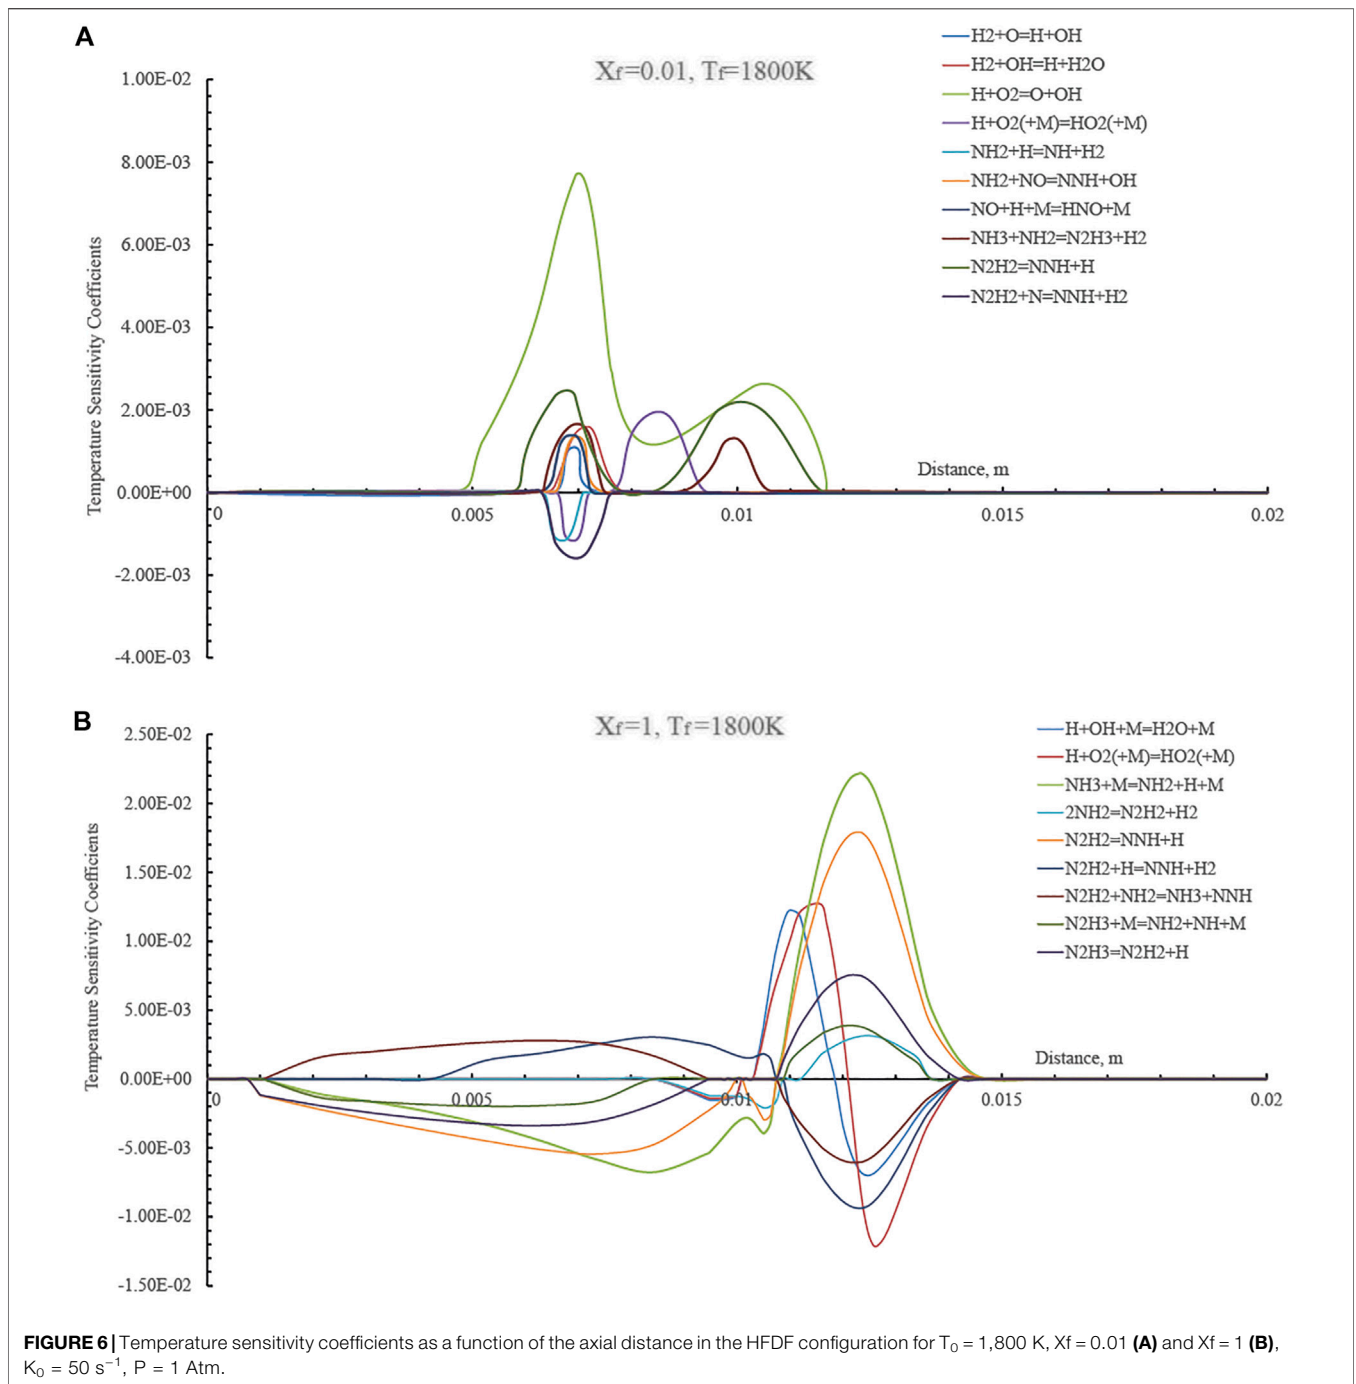 A
Xf=0.01, Tf=1800K
H2+O=H+OH
H2+OH=H+H2O
H+O2=O+OH
H+O2(+M)=HO2(+M)
NH2+H=NH+H2
NH2+NO=NNH+OH
NO+H+M=HNO+M
NH3+NH2=N2H3+H2
N2H2=NNH+H
N2H2+N=NNH+H2
Temperature Sensitivity Coefficients
1.00E-02
8.00E-03
6.00E-03
4.00E-03
2.00E-03
0.00E+00
-2.00E-03
-4.00E-03
Distance, m
0 0.005 0.01 0.015 0.02
B
Xf=1, Tf=1800K
H+OH+M=H2O+M
H+O2(+M)=HO2(+M)
NH3+M=NH2+H+M
2NH2=N2H2+H2
N2H2=NNH+H
N2H2+H=NNH+H2
N2H2+NH2=NH3+NNH
N2H3+M=NH2+NH+M
N2H3=N2H2+H
Temperature Sensitivity Coefficients
2.50E-02
2.00E-02
1.50E-02
1.00E-02
5.00E-03
0.00E+00
-5.00E-03
-1.00E-02
-1.50E-02
Distance, m
0 0.005 0.01 0.015 0.02
FIGURE 6 | Temperature sensitivity coefficients as a function of the axial distance in the HFDF configuration for T₀ = 1,800 K, Xf = 0.01 (A) and Xf = 1 (B),
K₀ = 50 s⁻¹, P = 1 Atm.